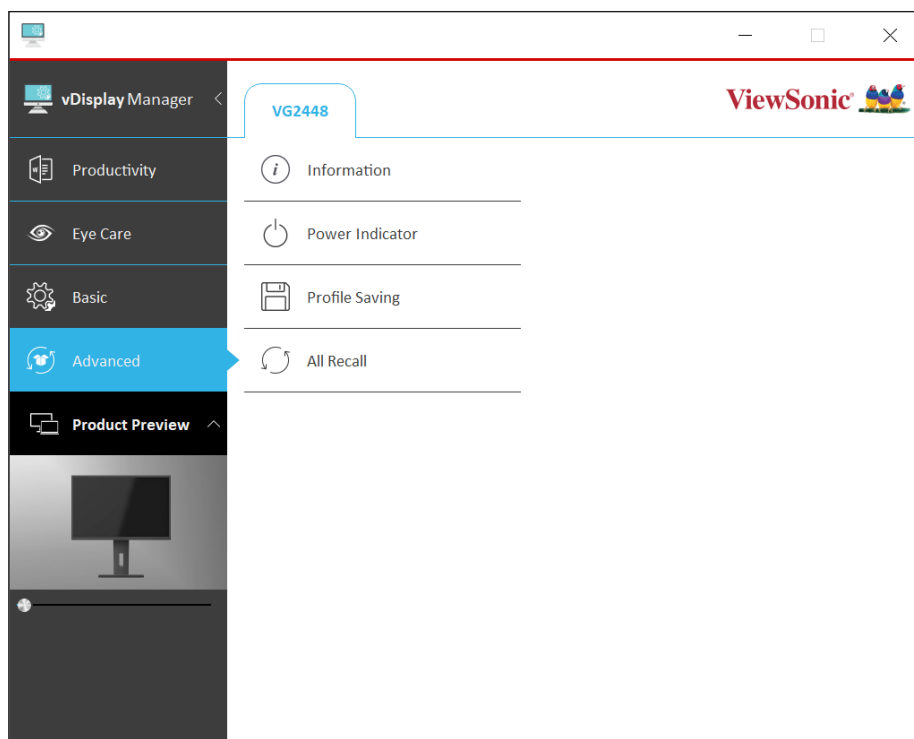 vDisplay Manager
VG2448
ViewSonic®
Productivity
Information
Eye Care
Power Indicator
Basic
Profile Saving
Advanced
All Recall
Product Preview